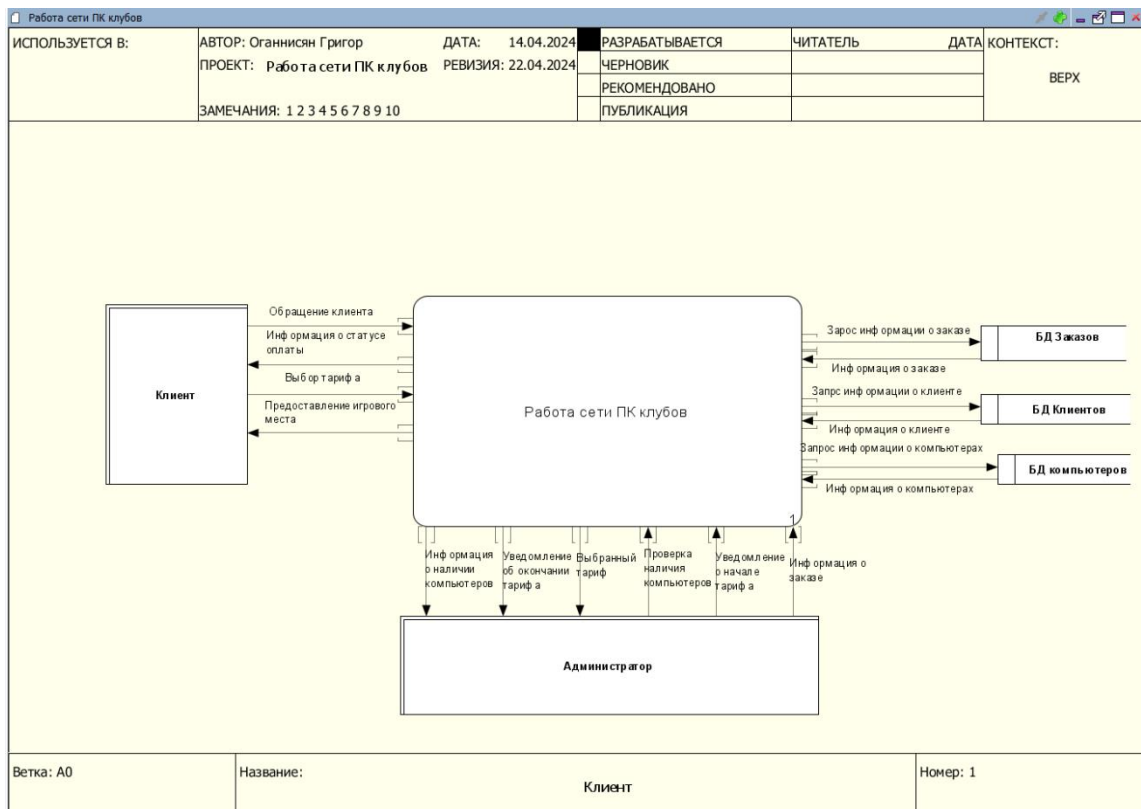 Работа сети ПК клубов
ИСПОЛЬЗУЕТСЯ В:
АВТОР: Оганнисян Григор
ДАТА: 14.04.2024
ПРОЕКТ: Работа сети ПК клубов
РЕВИЗИЯ: 22.04.2024
ЗАМЕЧАНИЯ: 1 2 3 4 5 6 7 8 9 10
РАЗРАБАТЫВАЕТСЯ
ЧЕРНОВИК
РЕКОМЕНДОВАНО
ПУБЛИКАЦИЯ
ЧИТАТЕЛЬ
ДАТА
КОНТЕКСТ:
ВЕРХ
Клиент
Обращение клиента
Информация о статусе
оплаты
Выбор тарифа
Предоставление игрового
места
Работа сети ПК клубов
1
Зарос информации о заказе
Информация о заказе
Запрс информации о клиенте
Информация о клиенте
Запрос информации о компьютерах
Информация о компьютерах
БД Заказов
БД Клиентов
БД компьютеров
Информация
о наличии
компьютеров
Уведомление
об окончании
тарифа
Выбранный
тариф
Проверка
наличия
компьютеров
Уведомление
о начале
тарифа
Информация о
заказе
Администратор
Ветка: A0
Название:
Клиент
Номер: 1